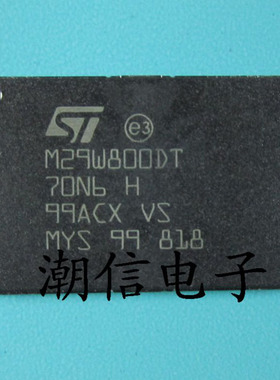 ST e3
M29W800DT
70N6 H
99ACX VS
MYS 99 818
潮信电子